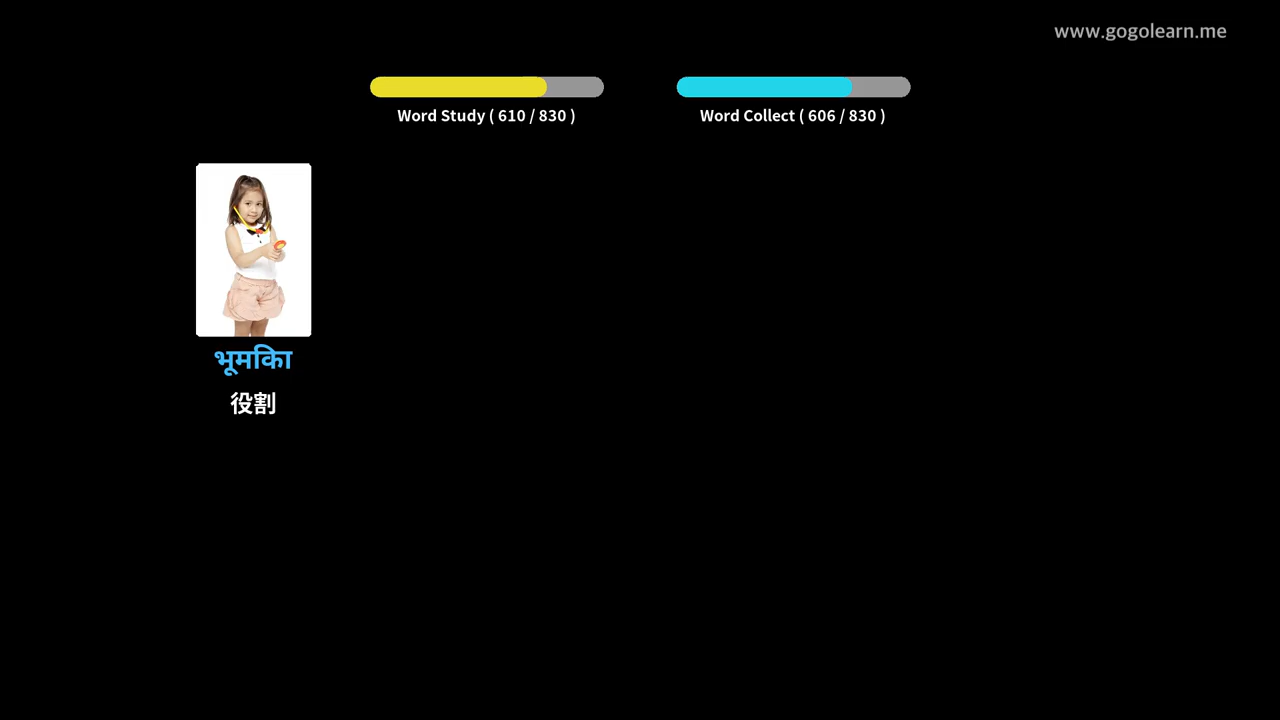 www.gogolearn.me
Word Study ( 610 / 830 )
Word Collect ( 606 / 830 )
भूमिका
役割